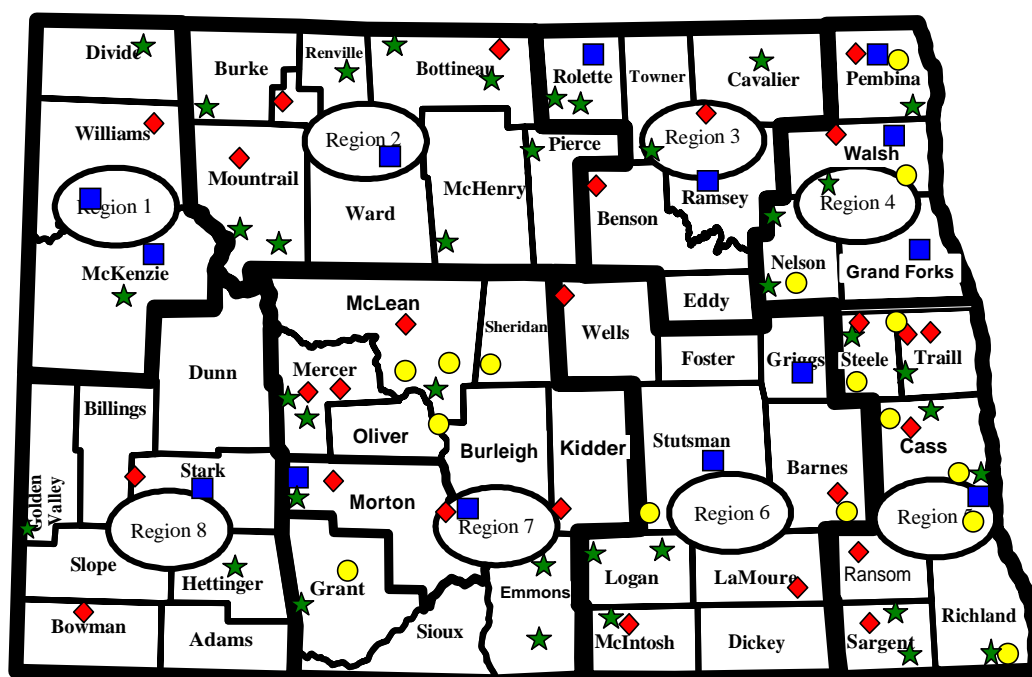 Divide
Burke
Renville
Bottineau
Rolette
Towner
Cavalier
Pembina
Williams
Mountrail
Region 2
Ward
McHenry
Pierce
Region 3
Benson
Ramsey
Walsh
Region 4
Region 1
McKenzie
Nelson
Grand Forks
Eddy
McLean
Sheridan
Wells
Foster
Griggs
Steele
Traill
Dunn
Mercer
Billings
Oliver
Burleigh
Kidder
Stutsman
Barnes
Cass
Golden
Valley
Stark
Region 8
Morton
Region 7
Region 6
Region
Slope
Hettinger
Grant
Emmons
Logan
LaMoure
Ransom
Bowman
Adams
Sioux
McIntosh
Dickey
Sargent
Richland